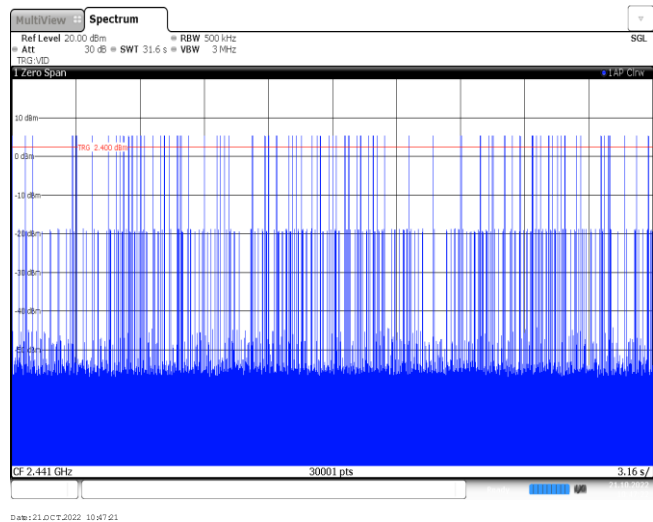 MultiView Spectrum
Ref Level 20.00 dBm RBW 500 kHz SGL
Att 30 dB SWT 31.6 s VBW 3 MHz
TRG:VID
1 Zero Span 1AP Clrw
10 dBm
TRG 2.400 dBm
0 dBm
-10 dBm
-20 dBm
-30 dBm
-40 dBm
CF 2.441 GHz 30001 pts 3.16 s/
21.10.2022
Date: 21.OCT.2022 10:47:21